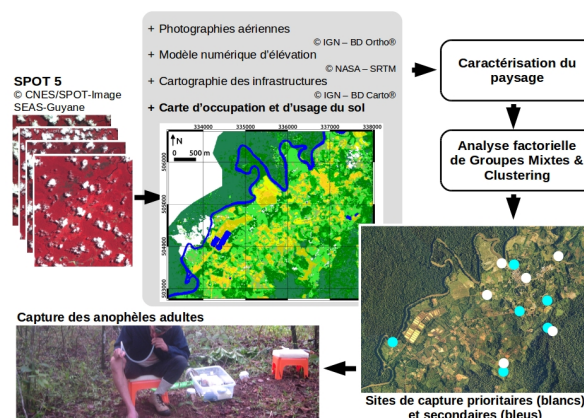 + Photographies aériennes
© IGN – BD Ortho®
+ Modèle numérique d'élévation
© NASA – SRTM
+ Cartographie des infrastructures
© IGN – BD Carto®
+ Carte d'occupation et d'usage du sol
SPOT 5
© CNES/SPOT-Image
SEAS-Guyane
334000 335000 336000 337000 338000
N
0 500 m
506000
505000
504000
503000
Caractérisation du
paysage
Analyse factorielle
de Groupes Mixtes &
Clustering
Capture des anophèles adultes
Sites de capture prioritaires (blancs)
et secondaires (bleus)